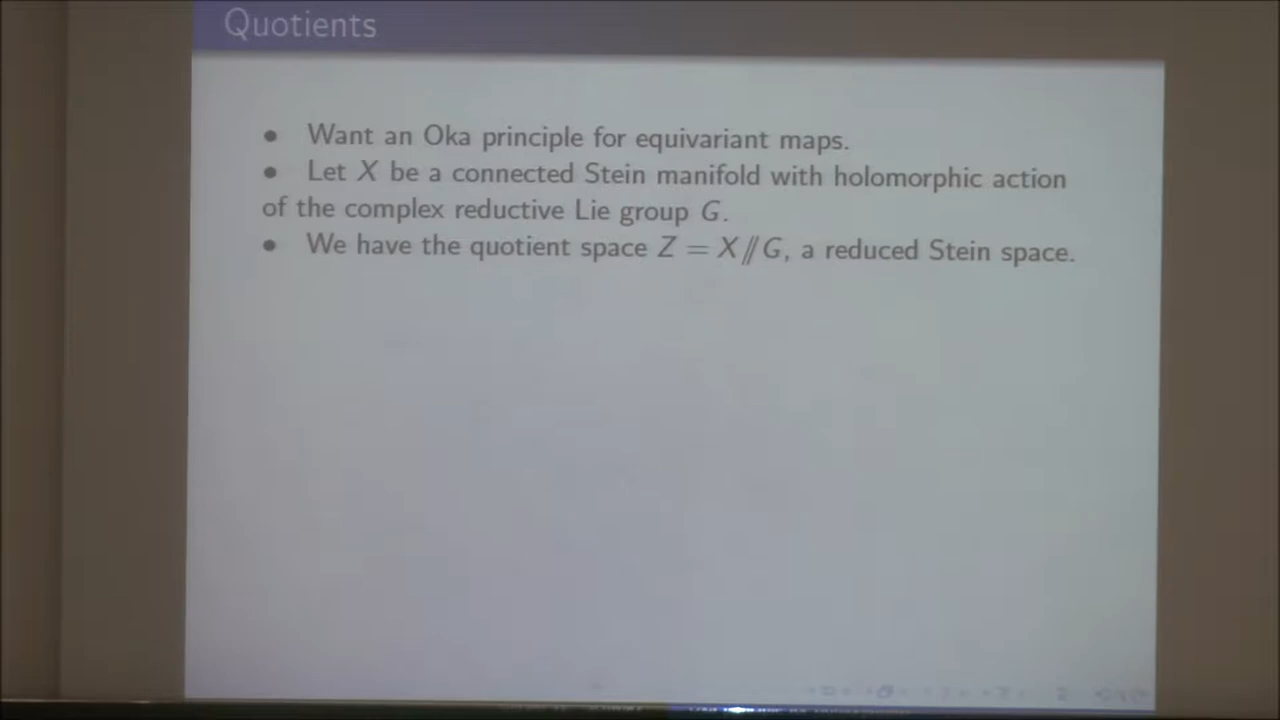 Quotients
• Want an Oka principle for equivariant maps.
• Let X be a connected Stein manifold with holomorphic action
of the complex reductive Lie group G.
• We have the quotient space Z = X//G, a reduced Stein space.